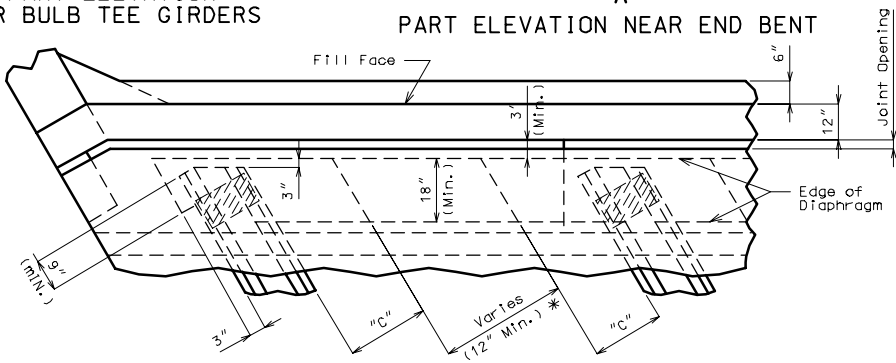 R BULB TEE GIRDERS
PART ELEVATION NEAR END BENT
Fill Face
6"
3'
(Min.)
12"
Joint Opening
3"
18"
(Min.)
Edge of
Diaphragm
9"
(mIN.)
3"
"C"
Varies
(12" Min.) *
"C"